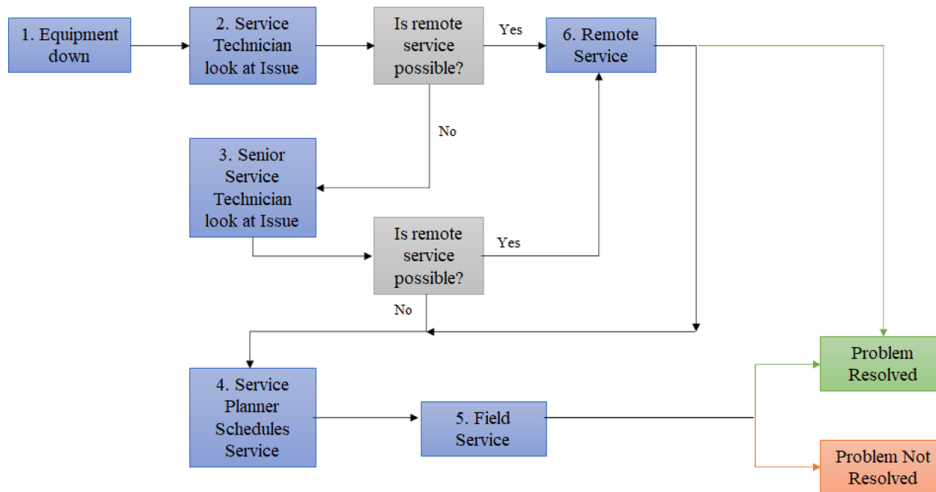 1. Equipment
down
2. Service
Technician
look at Issue
Is remote
service
possible?
Yes
6. Remote
Service
No
3. Senior
Service
Technician
look at Issue
Is remote
service
possible?
Yes
No
4. Service
Planner
Schedules
Service
5. Field
Service
Problem
Resolved
Problem Not
Resolved